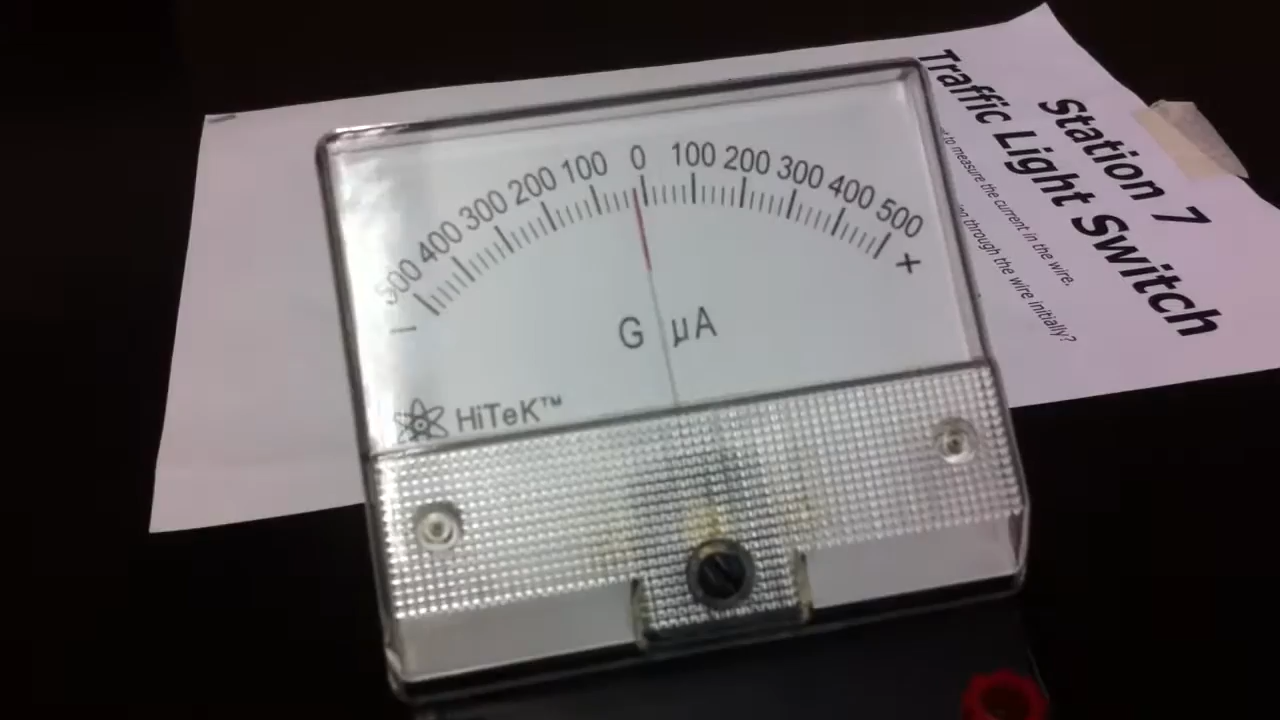 500 400 300 200 100 0 100 200 300 400 500
− +
G µA
HiTeK™
Station 7
Traffic Light Switch
to measure the current in the wire.
through the wire initially?